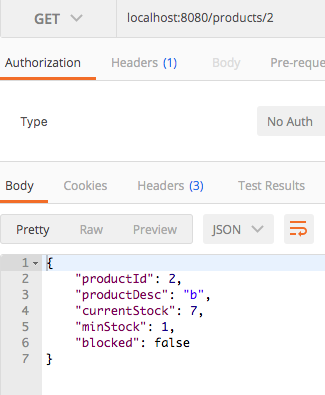 GET localhost:8080/products/2
Authorization Headers (1) Body Pre-reque
Type No Auth
Body Cookies Headers (3) Test Results
Pretty Raw Preview JSON
1 {
2 "productId": 2,
3 "productDesc": "b",
4 "currentStock": 7,
5 "minStock": 1,
6 "blocked": false
7 }